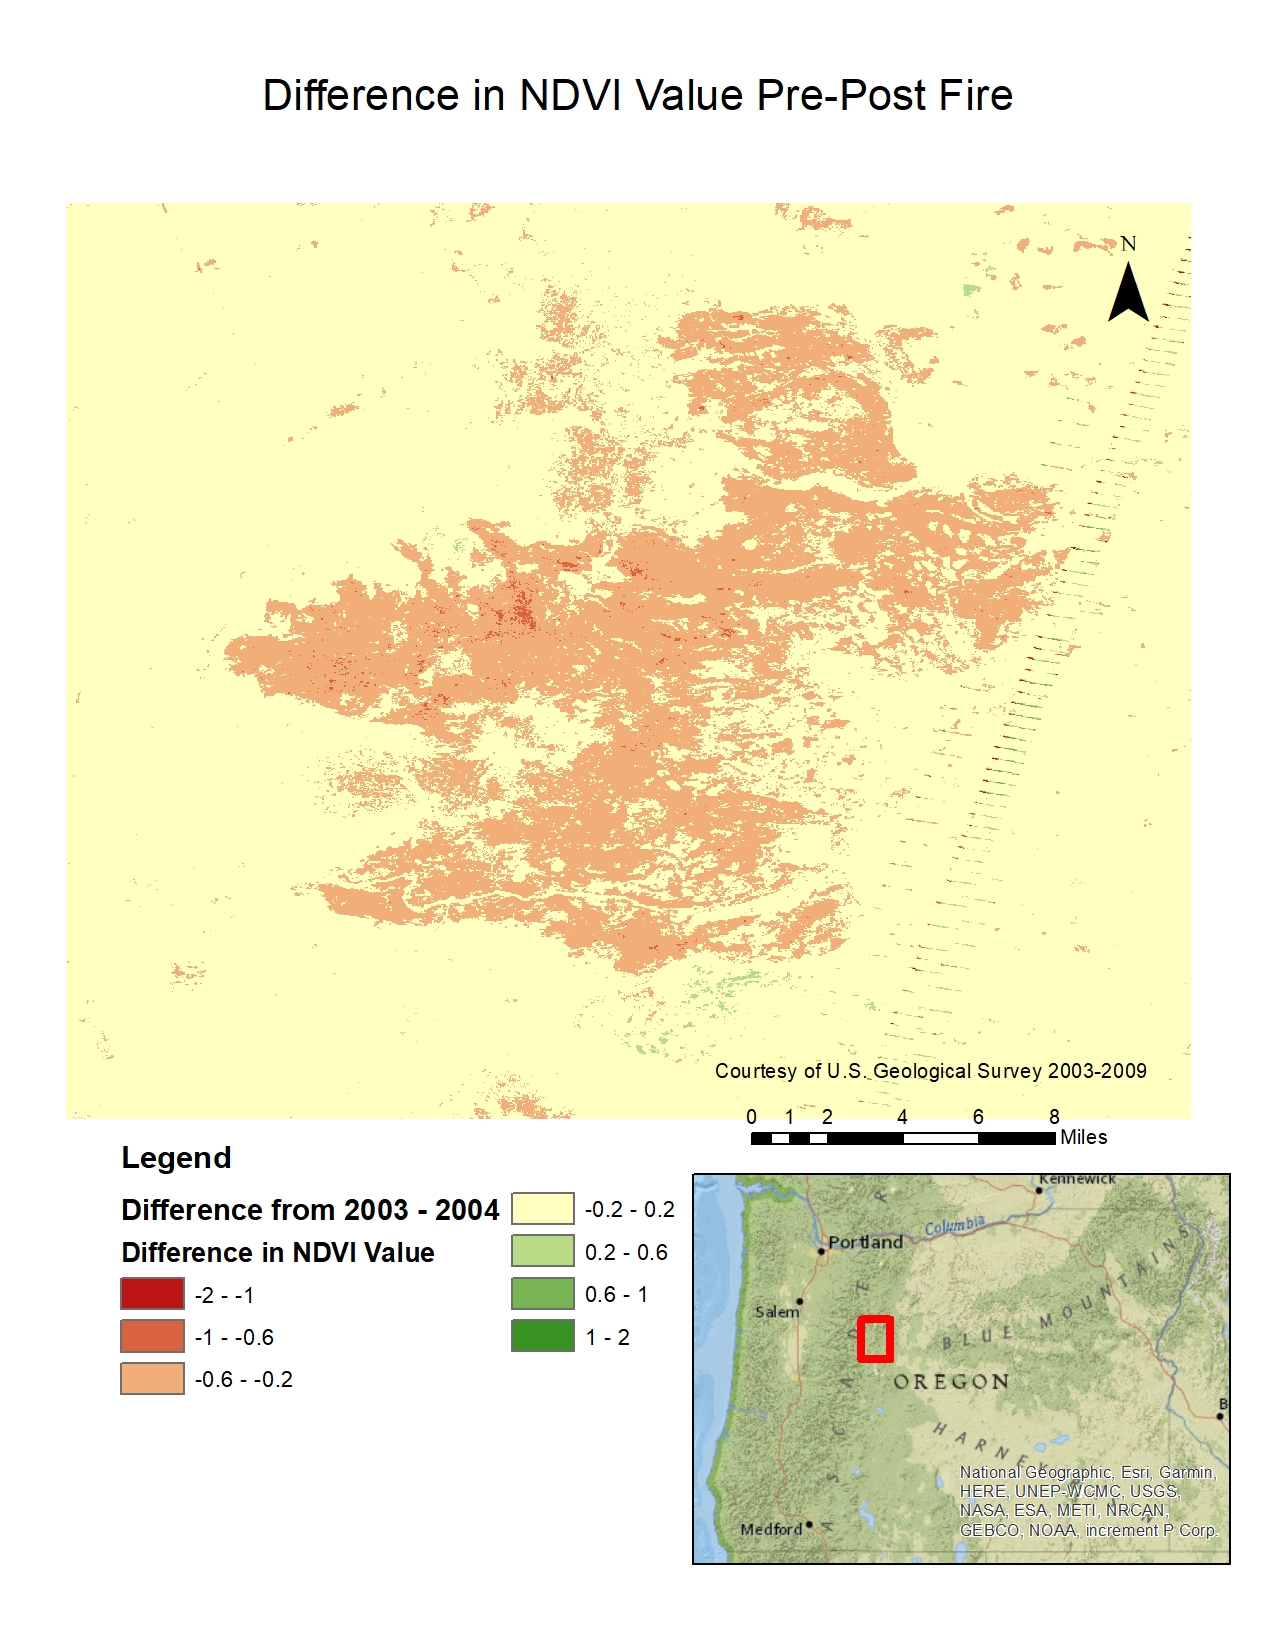 Difference in NDVI Value Pre-Post Fire
N
Courtesy of U.S. Geological Survey 2003-2009
0 1 2 4 6 8
Miles
Legend
Difference from 2003 - 2004
Difference in NDVI Value
-2 - -1
-1 - -0.6
-0.6 - -0.2
-0.2 - 0.2
0.2 - 0.6
0.6 - 1
1 - 2
Kennewick
Columbia
Portland
Salem
BLUE MOUNTAINS
OREGON
HARNEY
Medford
B
National Geographic, Esri, Garmin,
HERE, UNEP-WCMC, USGS,
NASA, ESA, METI, NRCAN,
GEBCO, NOAA, increment P Corp.